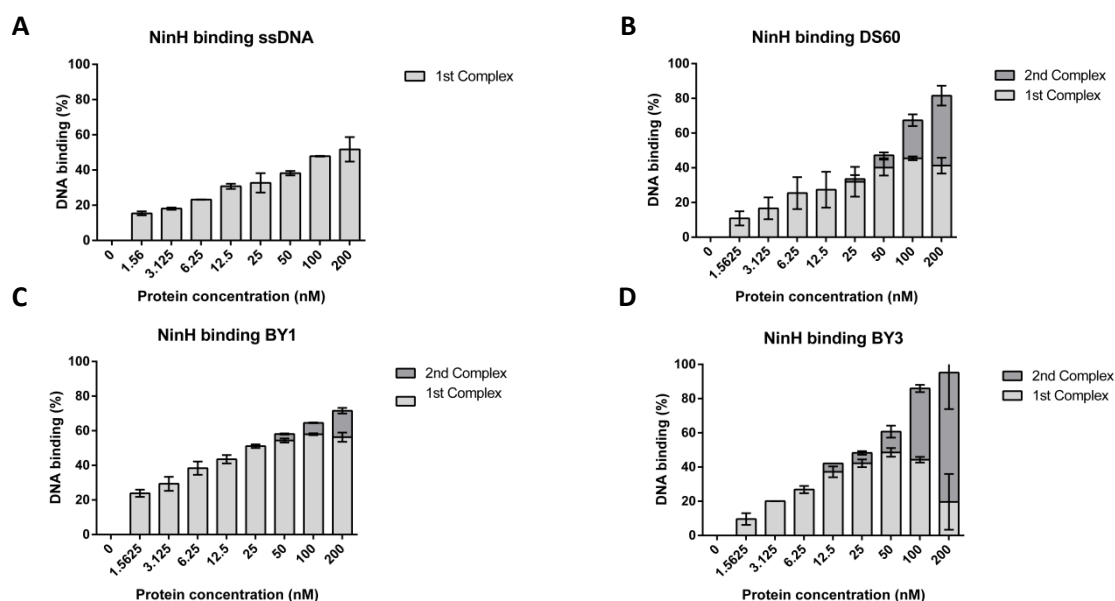 A
NinH binding ssDNA
1st Complex
DNA binding (%)
100
80
60
40
20
0
0 1.56 3.125 6.25 12.5 25 50 100 200
Protein concentration (nM)
B
NinH binding DS60
2nd Complex
1st Complex
DNA binding (%)
100
80
60
40
20
0
0 1.5625 3.125 6.25 12.5 25 50 100 200
Protein concentration (nM)
C
NinH binding BY1
2nd Complex
1st Complex
DNA binding (%)
100
80
60
40
20
0
0 1.5625 3.125 6.25 12.5 25 50 100 200
Protein concentration (nM)
D
NinH binding BY3
2nd Complex
1st Complex
DNA binding (%)
100
80
60
40
20
0
0 1.5625 3.125 6.25 12.5 25 50 100 200
Protein concentration (nM)